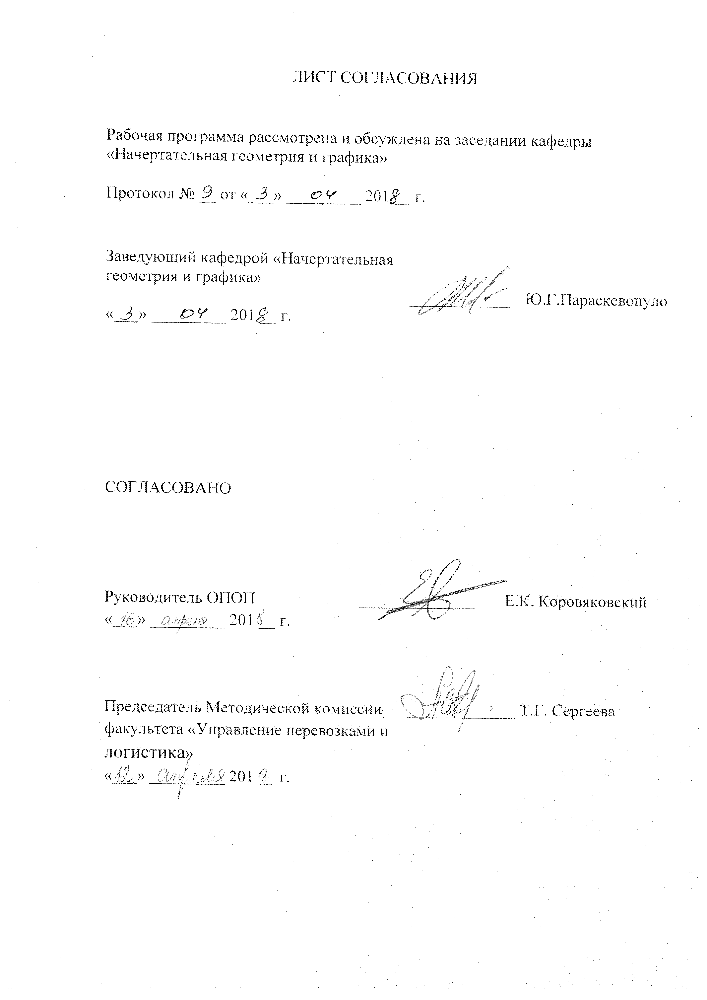 ЛИСТ СОГЛАСОВАНИЯ
Рабочая программа рассмотрена и обсуждена на заседании кафедры
«Начертательная геометрия и графика»
Протокол № 9 от «3» 04 2018 г.
Заведующий кафедрой «Начертательная
геометрия и графика»
Ю.Г.Параскевопуло
«3» 04 2018 г.
СОГЛАСОВАНО
Руководитель ОПОП Е.К. Коровяковский
«16» апреля 2018 г.
Председатель Методической комиссии Т.Г. Сергеева
факультета «Управление перевозками и
логистика»
«12» апреля 2018 г.